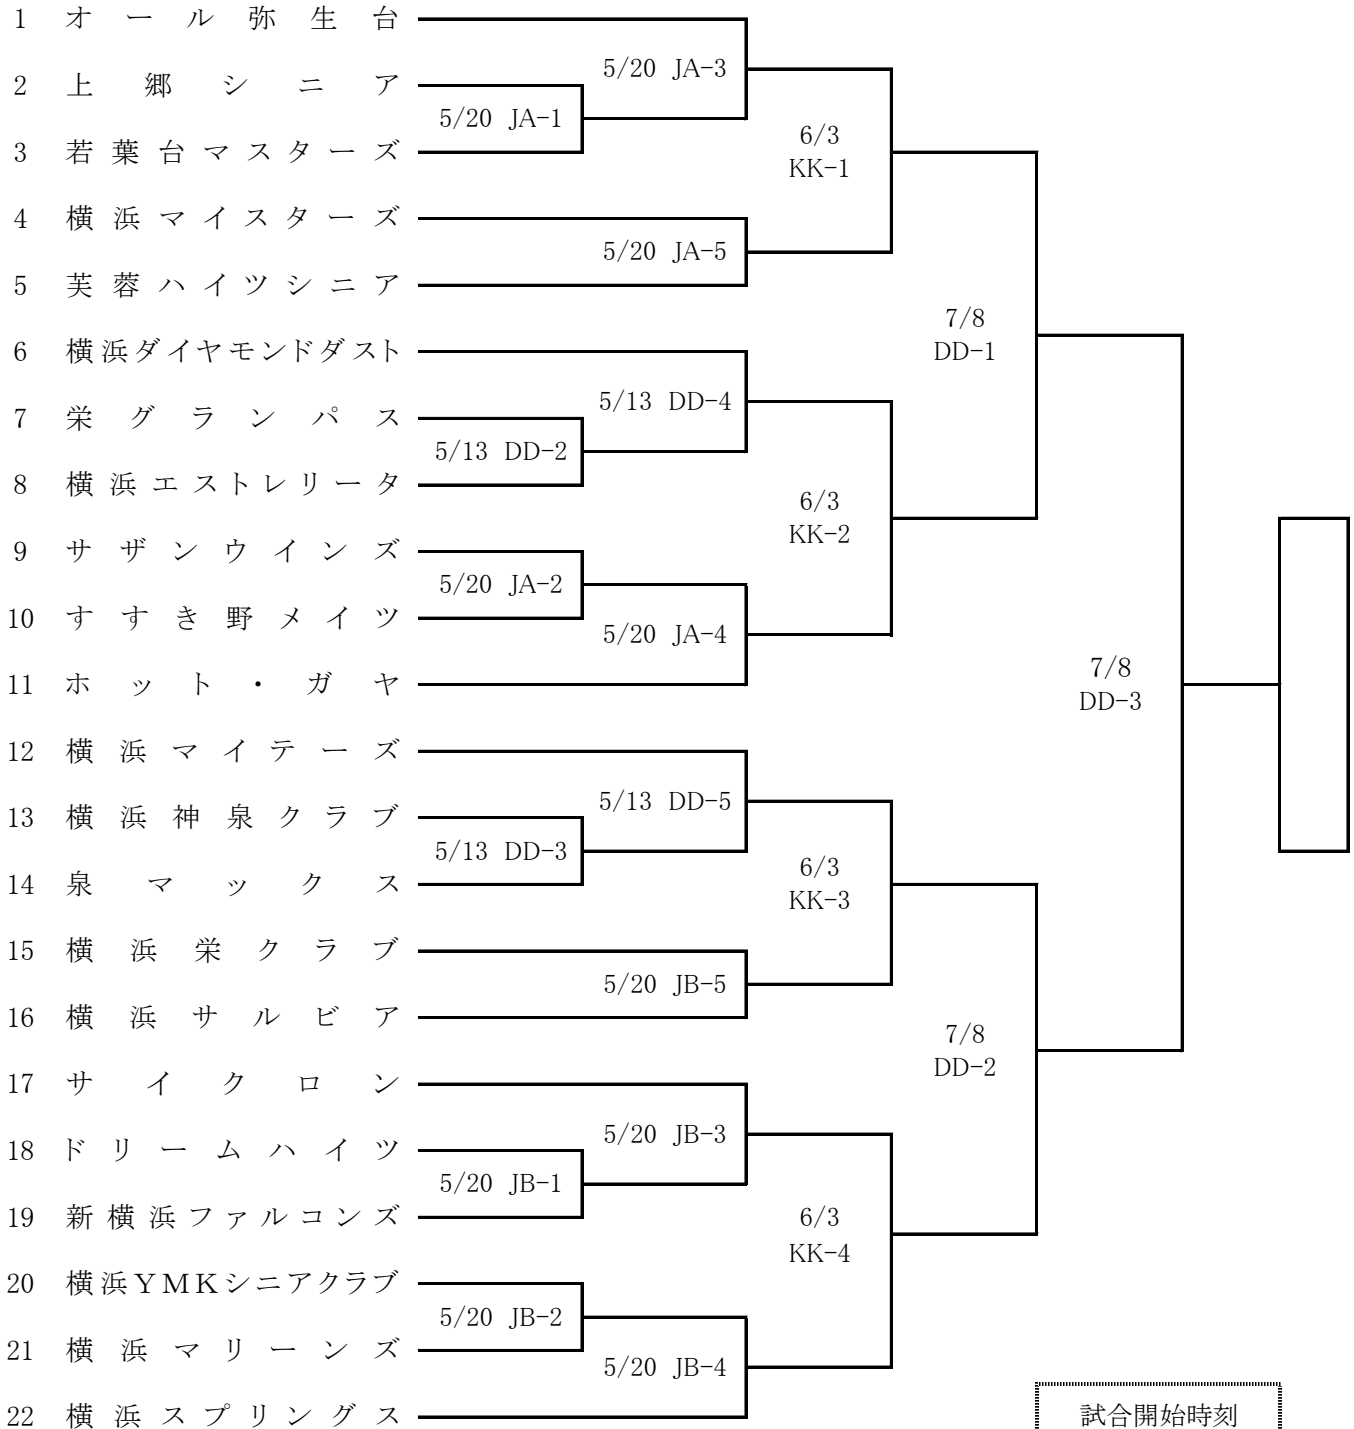 1 オール弥生台
5/20 JA-3
2 上郷シニア
5/20 JA-1
3 若葉台マスターズ
6/3
KK-1
4 横浜マイスターズ
5/20 JA-5
5 芙蓉ハイツシニア
7/8
DD-1
6 横浜ダイヤモンドダスト
5/13 DD-4
7 栄グランパス
5/13 DD-2
8 横浜エストレリータ
6/3
KK-2
9 サザンウインズ
5/20 JA-2
10 すすき野メイツ
5/20 JA-4
11 ホット・ガヤ
7/8
DD-3
12 横浜マイテーズ
5/13 DD-5
13 横浜神泉クラブ
5/13 DD-3
14 泉マックス
6/3
KK-3
15 横浜栄クラブ
5/20 JB-5
16 横浜サルビア
7/8
DD-2
17 サイクロン
5/20 JB-3
18 ドリームハイツ
5/20 JB-1
19 新横浜ファルコンズ
6/3
KK-4
20 横浜YMKシニアクラブ
5/20 JB-2
21 横浜マリーンズ
5/20 JB-4
22 横浜スプリングス
試合開始時刻